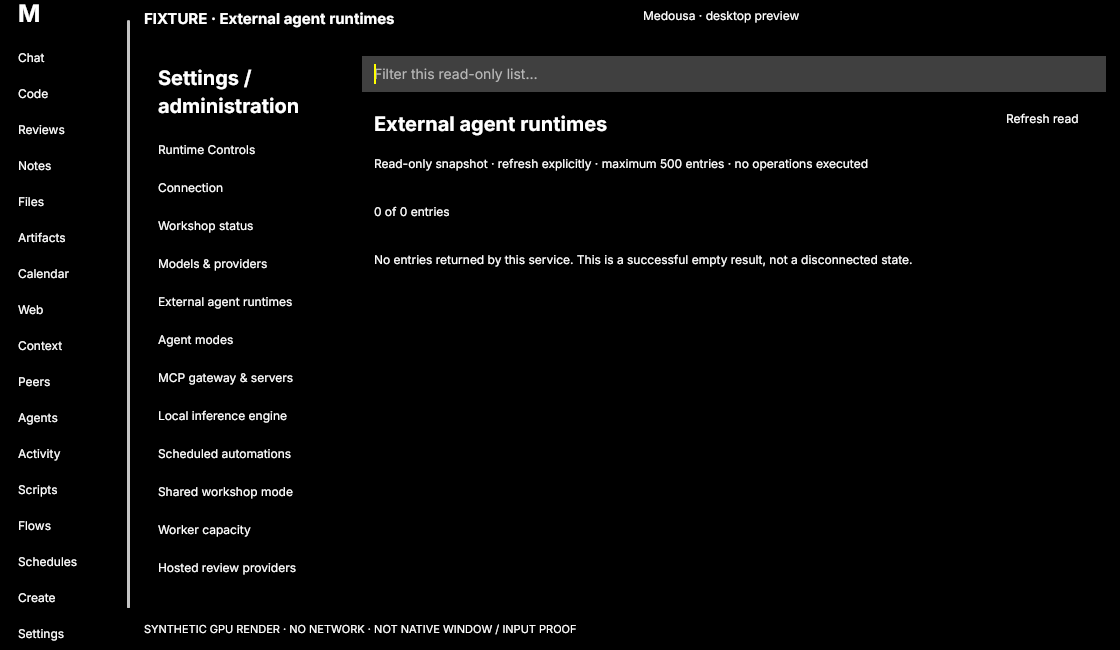 M
Chat
Code
Reviews
Notes
Files
Artifacts
Calendar
Web
Context
Peers
Agents
Activity
Scripts
Flows
Schedules
Create
Settings
FIXTURE · External agent runtimes
Medousa · desktop preview
Settings /
administration
Runtime Controls
Connection
Workshop status
Models & providers
External agent runtimes
Agent modes
MCP gateway & servers
Local inference engine
Scheduled automations
Shared workshop mode
Worker capacity
Hosted review providers
Filter this read-only list...
External agent runtimes
Refresh read
Read-only snapshot · refresh explicitly · maximum 500 entries · no operations executed
0 of 0 entries
No entries returned by this service. This is a successful empty result, not a disconnected state.
SYNTHETIC GPU RENDER · NO NETWORK · NOT NATIVE WINDOW / INPUT PROOF